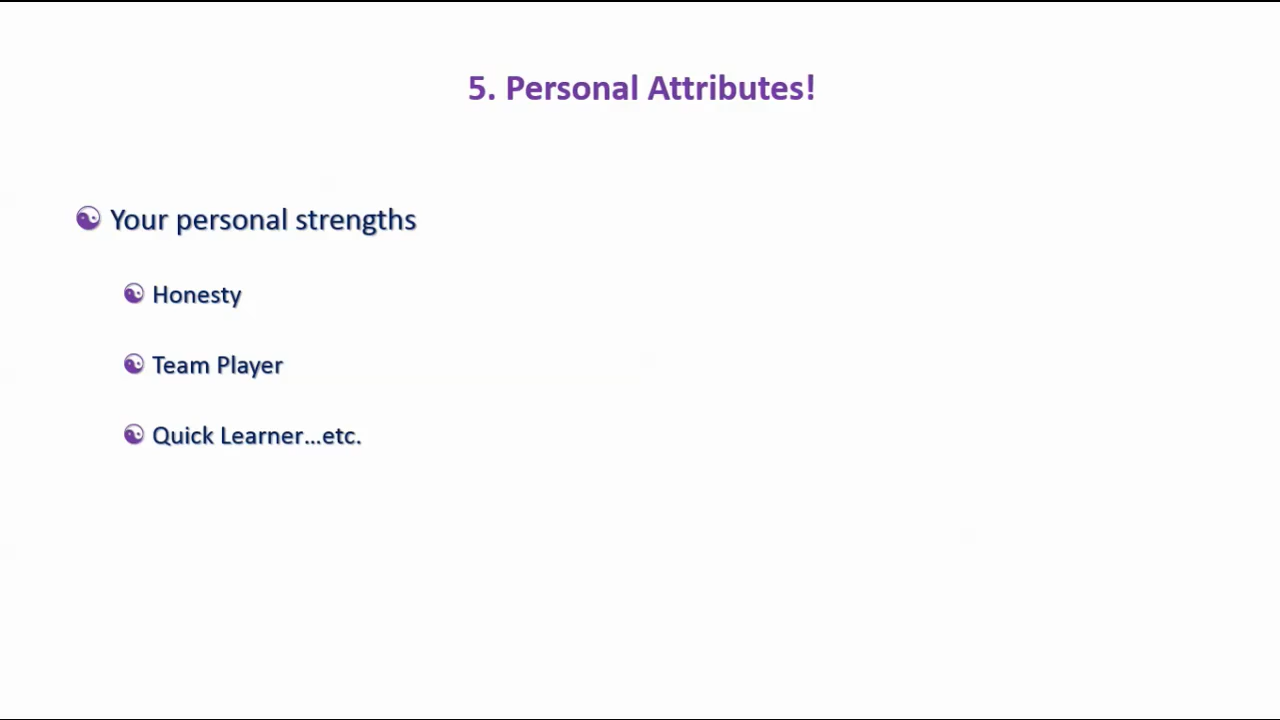 5. Personal Attributes!
Your personal strengths
Honesty
Team Player
Quick Learner...etc.